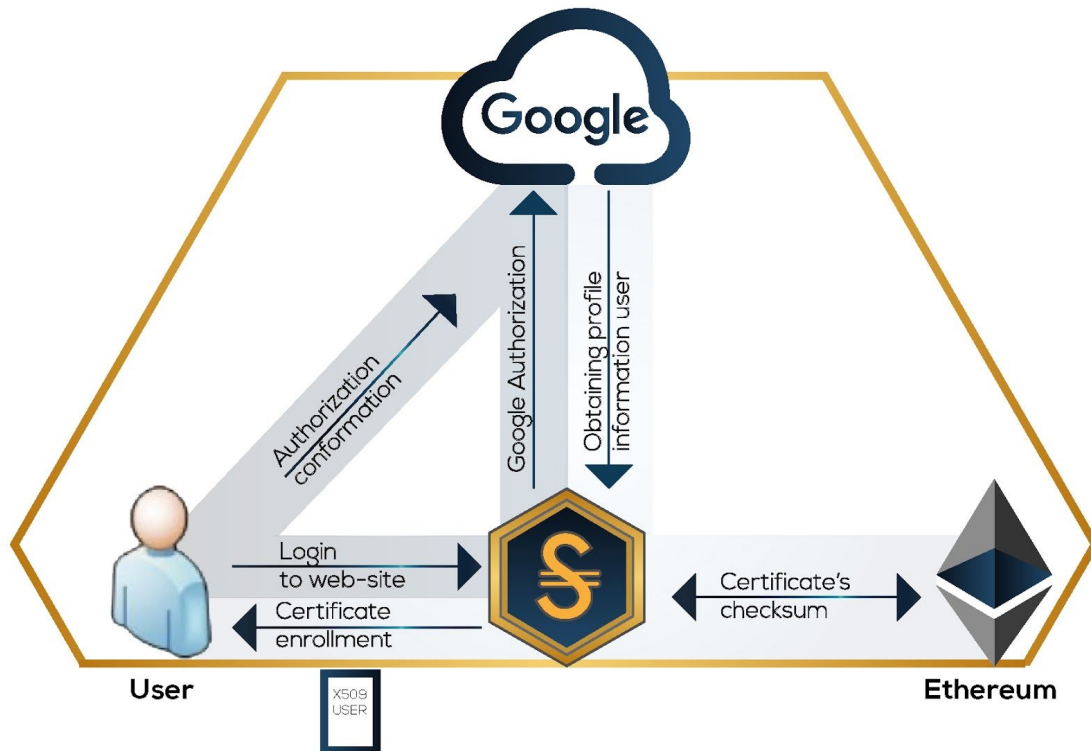 Google
Authorization
conformation
Google Authorization
Obtaining profile
information user
Login
to web-site
Certificate
enrollment
Certificate's
checksum
User
X509
USER
Ethereum